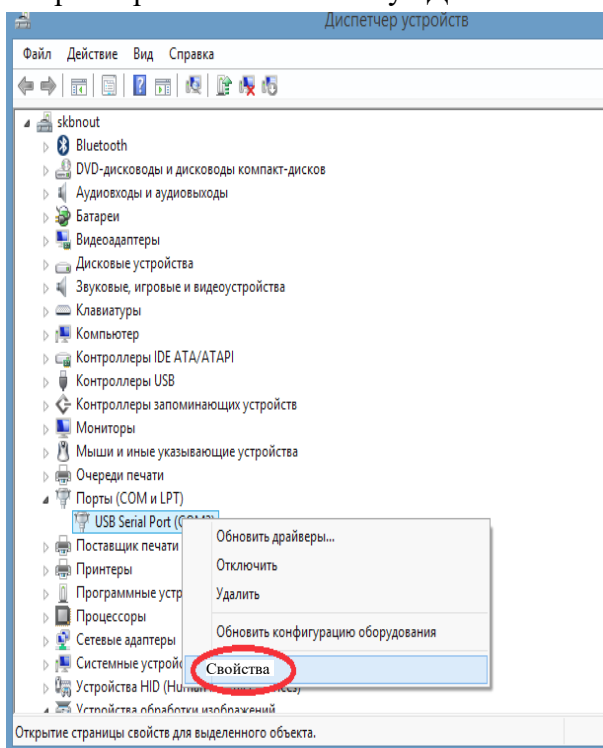 Диспетчер устройств
Файл Действие Вид Справка
skbnout
Bluetooth
DVD-дисководы и дисководы компакт-дисков
Аудиовходы и аудиовыходы
Батареи
Видеоадаптеры
Дисковые устройства
Звуковые, игровые и видеоустройства
Клавиатуры
Компьютер
Контроллеры IDE ATA/ATAPI
Контроллеры USB
Контроллеры запоминающих устройств
Мониторы
Мыши и иные указывающие устройства
Очереди печати
Порты (COM и LPT)
USB Serial Port
Обновить драйверы...
Поставщик печати
Отключить
Принтеры
Удалить
Программные устр
Процессоры
Обновить конфигурацию оборудования
Сетевые адаптеры
Системные устройс
Свойства
Устройства HID
Устройства обработки изображений
Открытие страницы свойств для выделенного объекта.